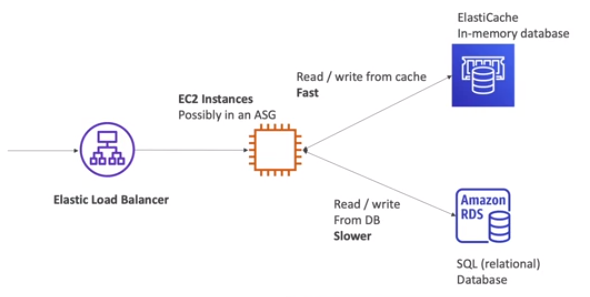 ElastiCache
In-memory database
Read / write from cache
Fast
EC2 Instances
Possibly in an ASG
Elastic Load Balancer
Read / write
From DB
Slower
Amazon
RDS
SQL (relational)
Database